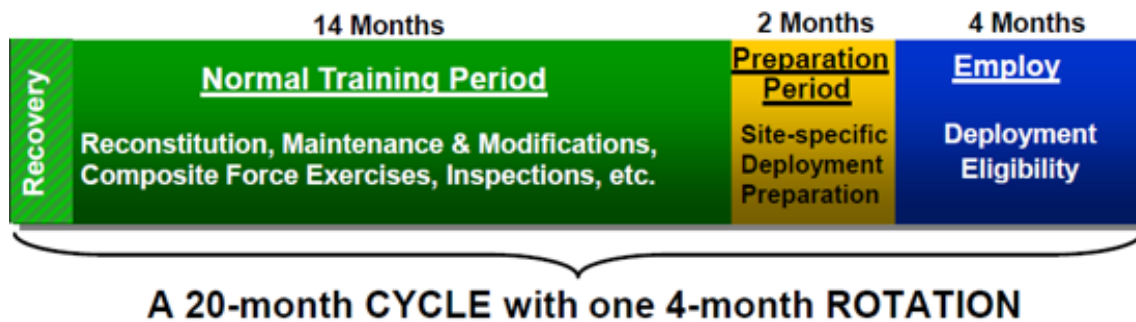 14 Months
2 Months
4 Months
Recovery
Normal Training Period
Reconstitution, Maintenance & Modifications,
Composite Force Exercises, Inspections, etc.
Preparation
Period
Site-specific
Deployment
Preparation
Employ
Deployment
Eligibility
A 20-month CYCLE with one 4-month ROTATION